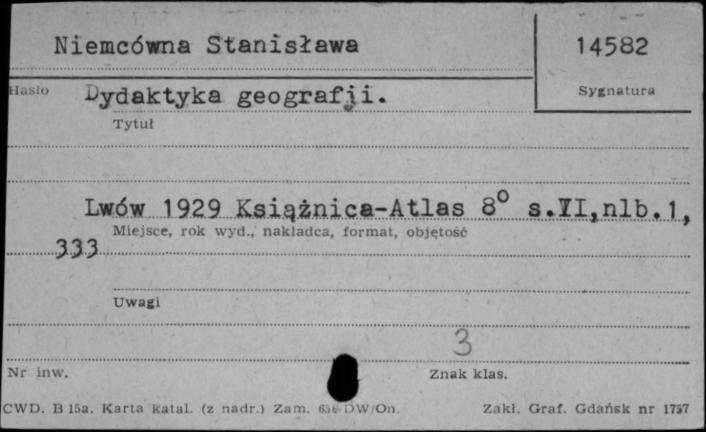 Niemcówna Stanisława
14582
Hasło
Sygnatura
Dydaktyka geografji.
Tytuł
Lwów 1929 Książnica-Atlas 8° s.VI,nlb.1,
Miejsce, rok wyd., nakładca, format, objętość
333
Uwagi
3
Nr inw.
Znak klas.
CWD. B 15a. Karta katal. (z nadr.) Zam. DW/On.
Zakł. Graf. Gdańsk nr 1757